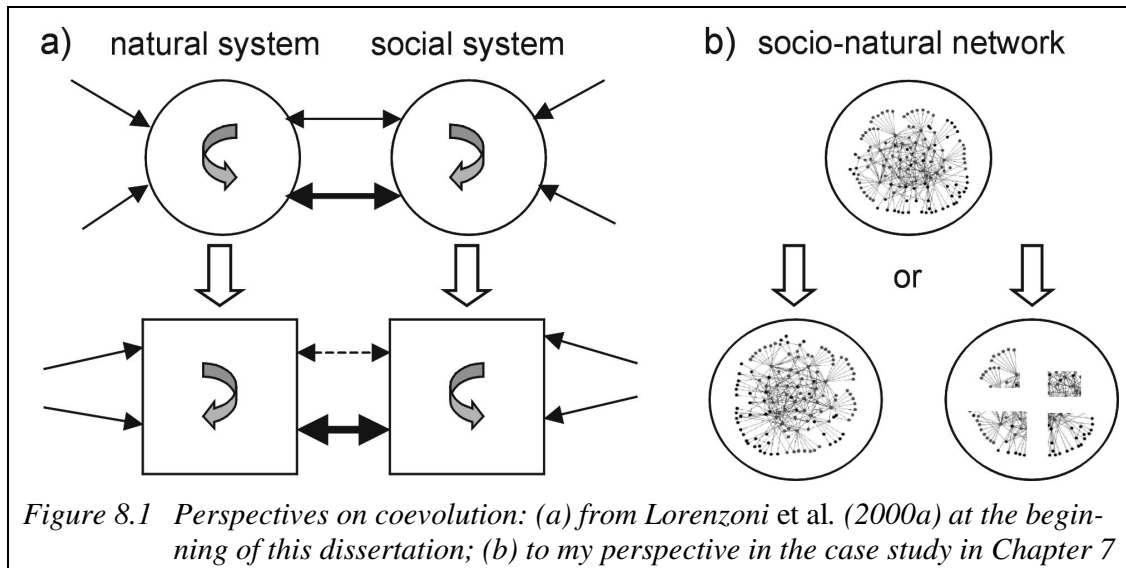 a) natural system social system
b) socio-natural network
or
Figure 8.1 Perspectives on coevolution: (a) from Lorenzoni et al. (2000a) at the begin-
ning of this dissertation; (b) to my perspective in the case study in Chapter 7